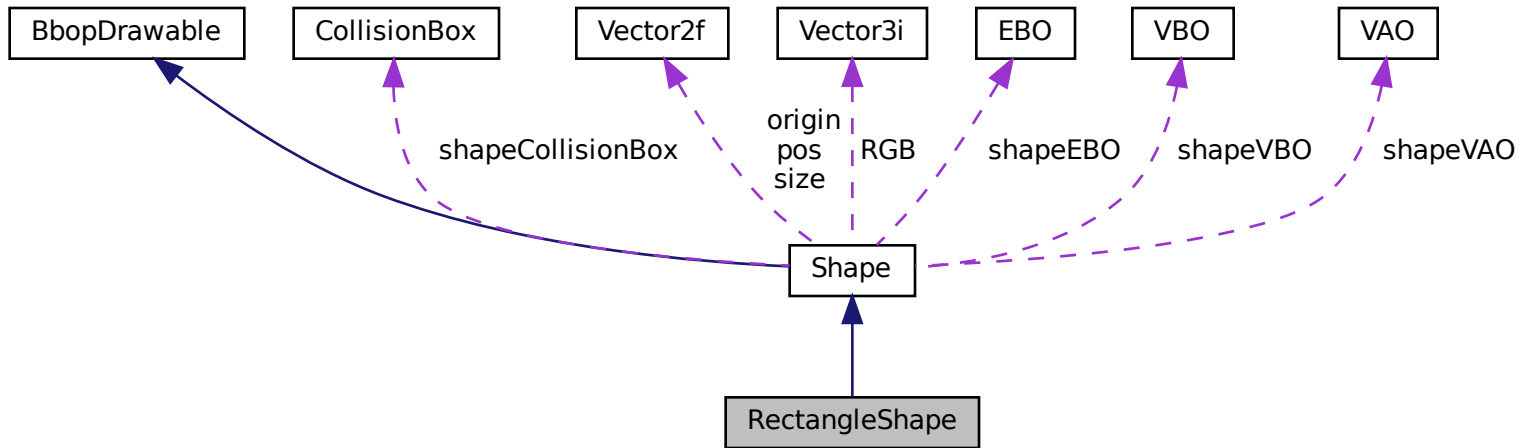 BbopDrawable
CollisionBox
Vector2f
Vector3i
EBO
VBO
VAO
shapeCollisionBox
origin
pos
size
RGB
shapeEBO
shapeVBO
shapeVAO
Shape
RectangleShape